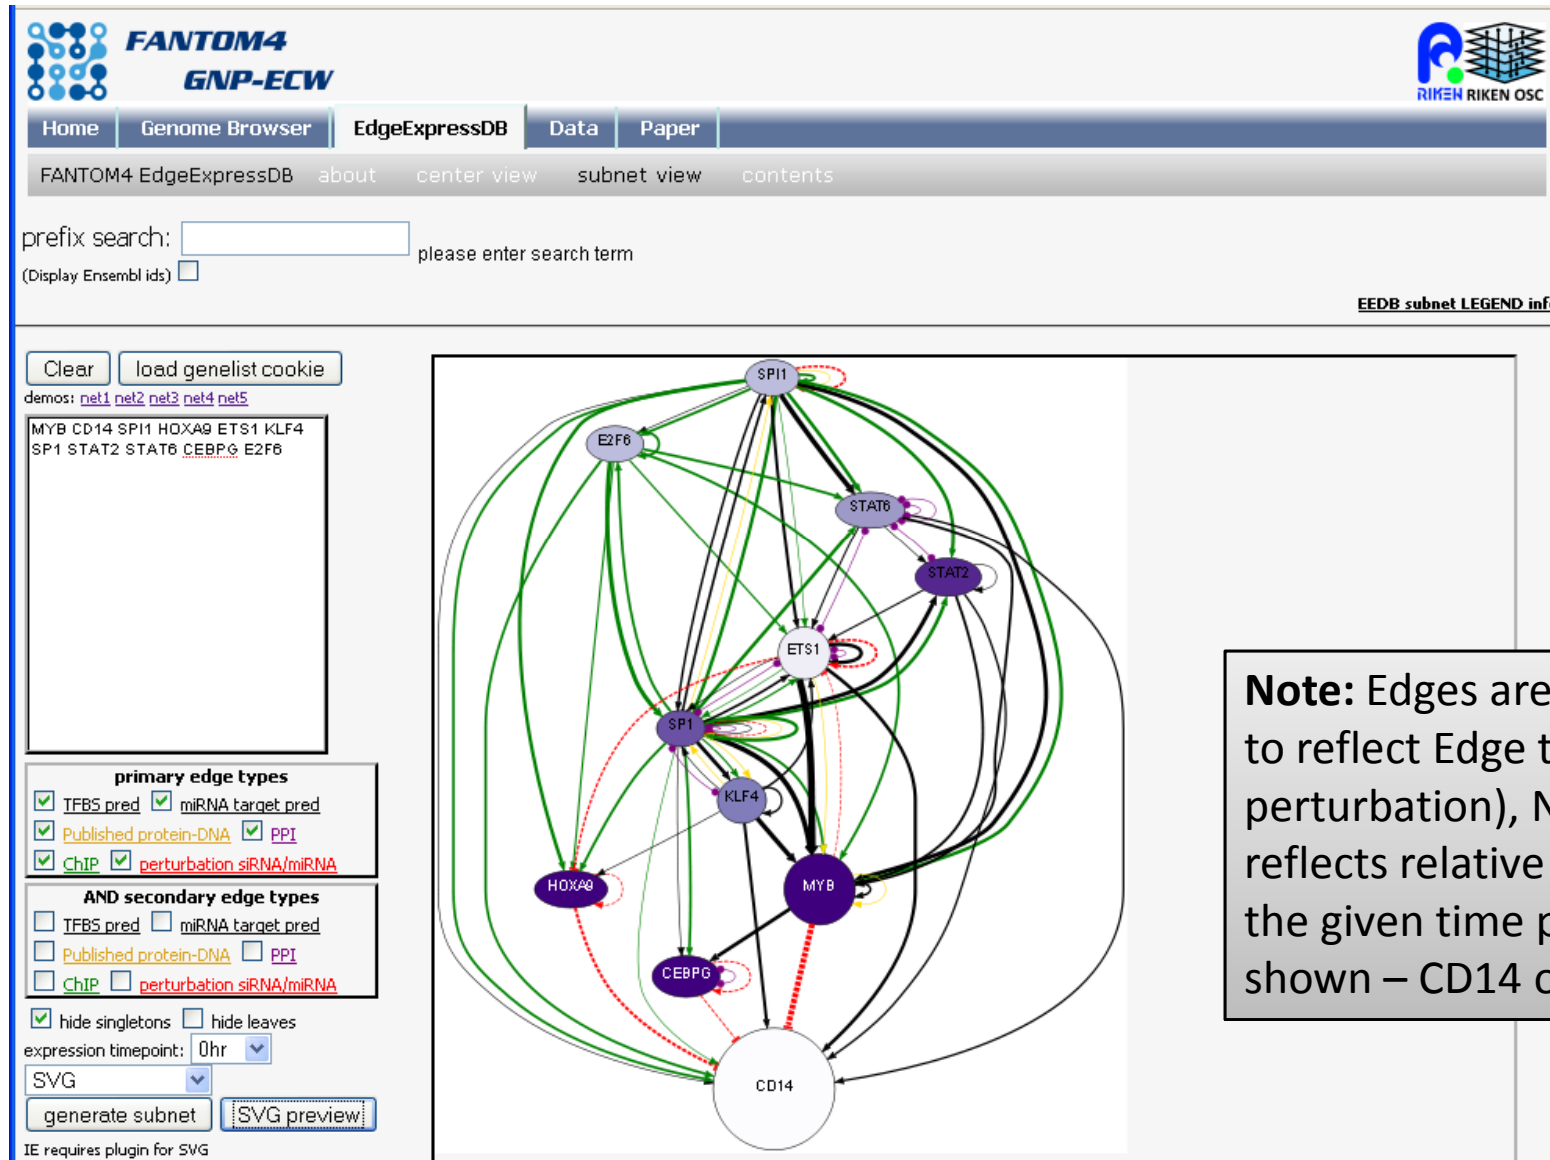 FANTOM4
GNP-ECW
RIKEN RIKEN OSC
Home Genome Browser EdgeExpressDB Data Paper
FANTOM4 EdgeExpressDB about center view subnet view contents
prefix search: please enter search term
(Display Ensembl ids)
EEDB subnet LEGEND inf
Clear load genelist cookie
demos: net1 net2 net3 net4 net5
MYB CD14 SPI1 HOXA9 ETS1 KLF4
SP1 STAT2 STAT6 CEBPG E2F6
primary edge types
TFBS pred miRNA target pred
Published protein-DNA PPI
ChIP perturbation siRNA/miRNA
AND secondary edge types
TFBS pred miRNA target pred
Published protein-DNA PPI
ChIP perturbation siRNA/miRNA
hide singletons hide leaves
expression timepoint: 0hr
SVG
generate subnet SVG preview
IE requires plugin for SVG
SPI1
E2F6
STAT6
STAT2
ETS1
SP1
KLF4
HOXA9
MYB
CEBPG
CD14
Note: Edges are
to reflect Edge t
perturbation), N
reflects relative
the given time p
shown – CD14 c